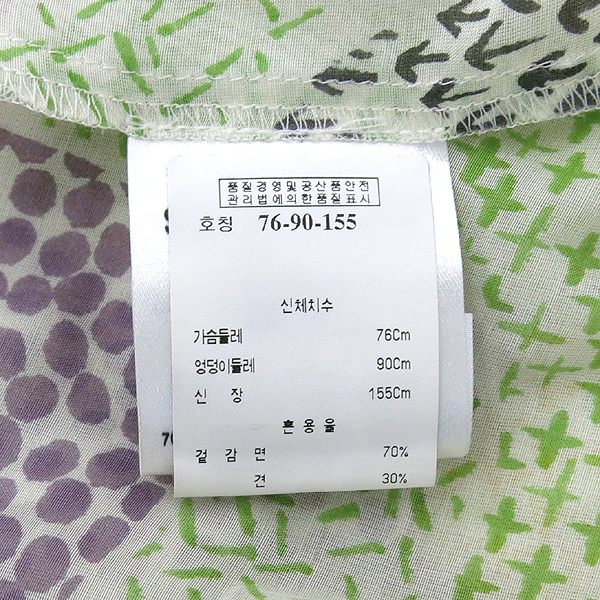 품질경영및공산품안전
관리법에의한품질표시
호칭 76-90-155
신체치수
가슴둘레 76Cm
엉덩이둘레 90Cm
신 장 155Cm
혼용율
겉감 면 70%
견 30%